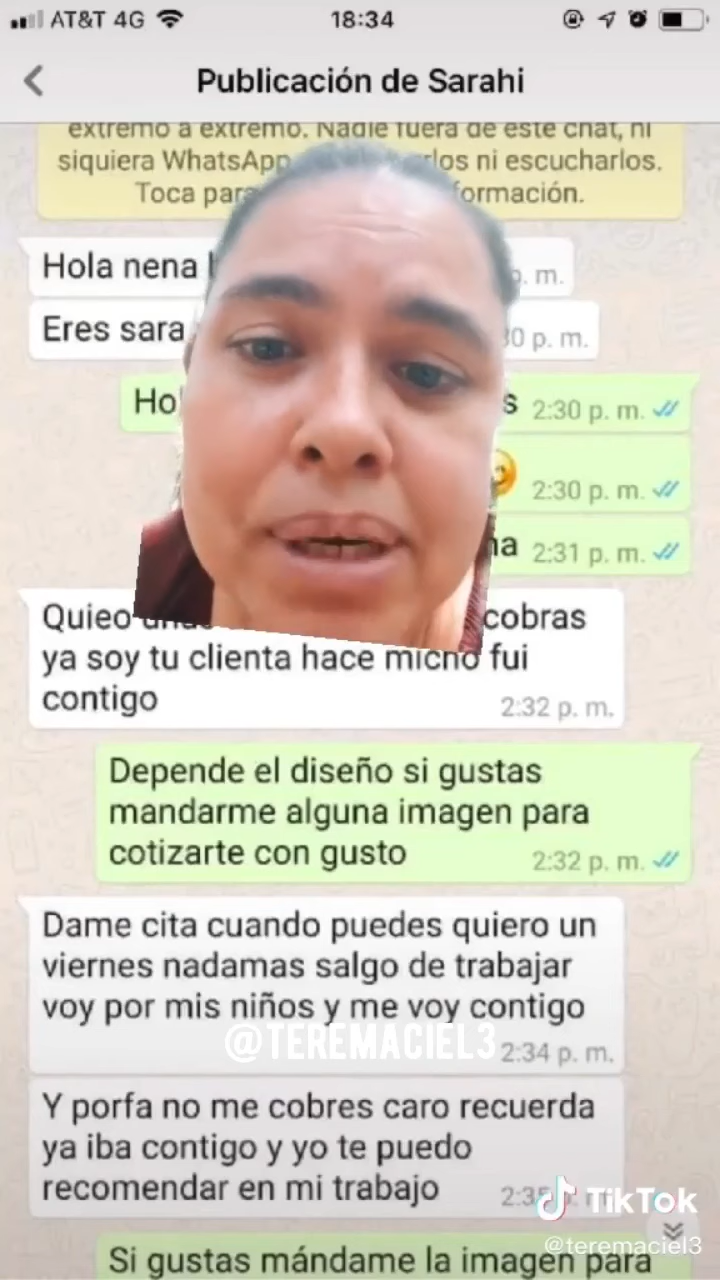 AT&T 4G 18:34
Publicación de Sarahi
extremo a extremo. Nadie fuera de este chat, ni
siquiera WhatsApp ni escucharlos.
Toca
Hola nena p. m.
Eres sara p. m.
2:30 p. m.
2:30 p. m.
2:31 p. m.
Quieo cobras
ya soy tu clienta hace micho fui
contigo
2:32 p. m.
Depende el diseño si gustas
mandarme alguna imagen para
cotizarte con gusto
2:32 p. m.
Dame cita cuando puedes quiero un
viernes nadamas salgo de trabajar
voy por mis niños y me voy contigo
@TEREMACIEL3
2:34 p. m.
Y porfa no me cobres caro recuerda
ya iba contigo y yo te puedo
recomendar en mi trabajo
TikTok
@teremaciel3
Si gustas mándame la imagen para